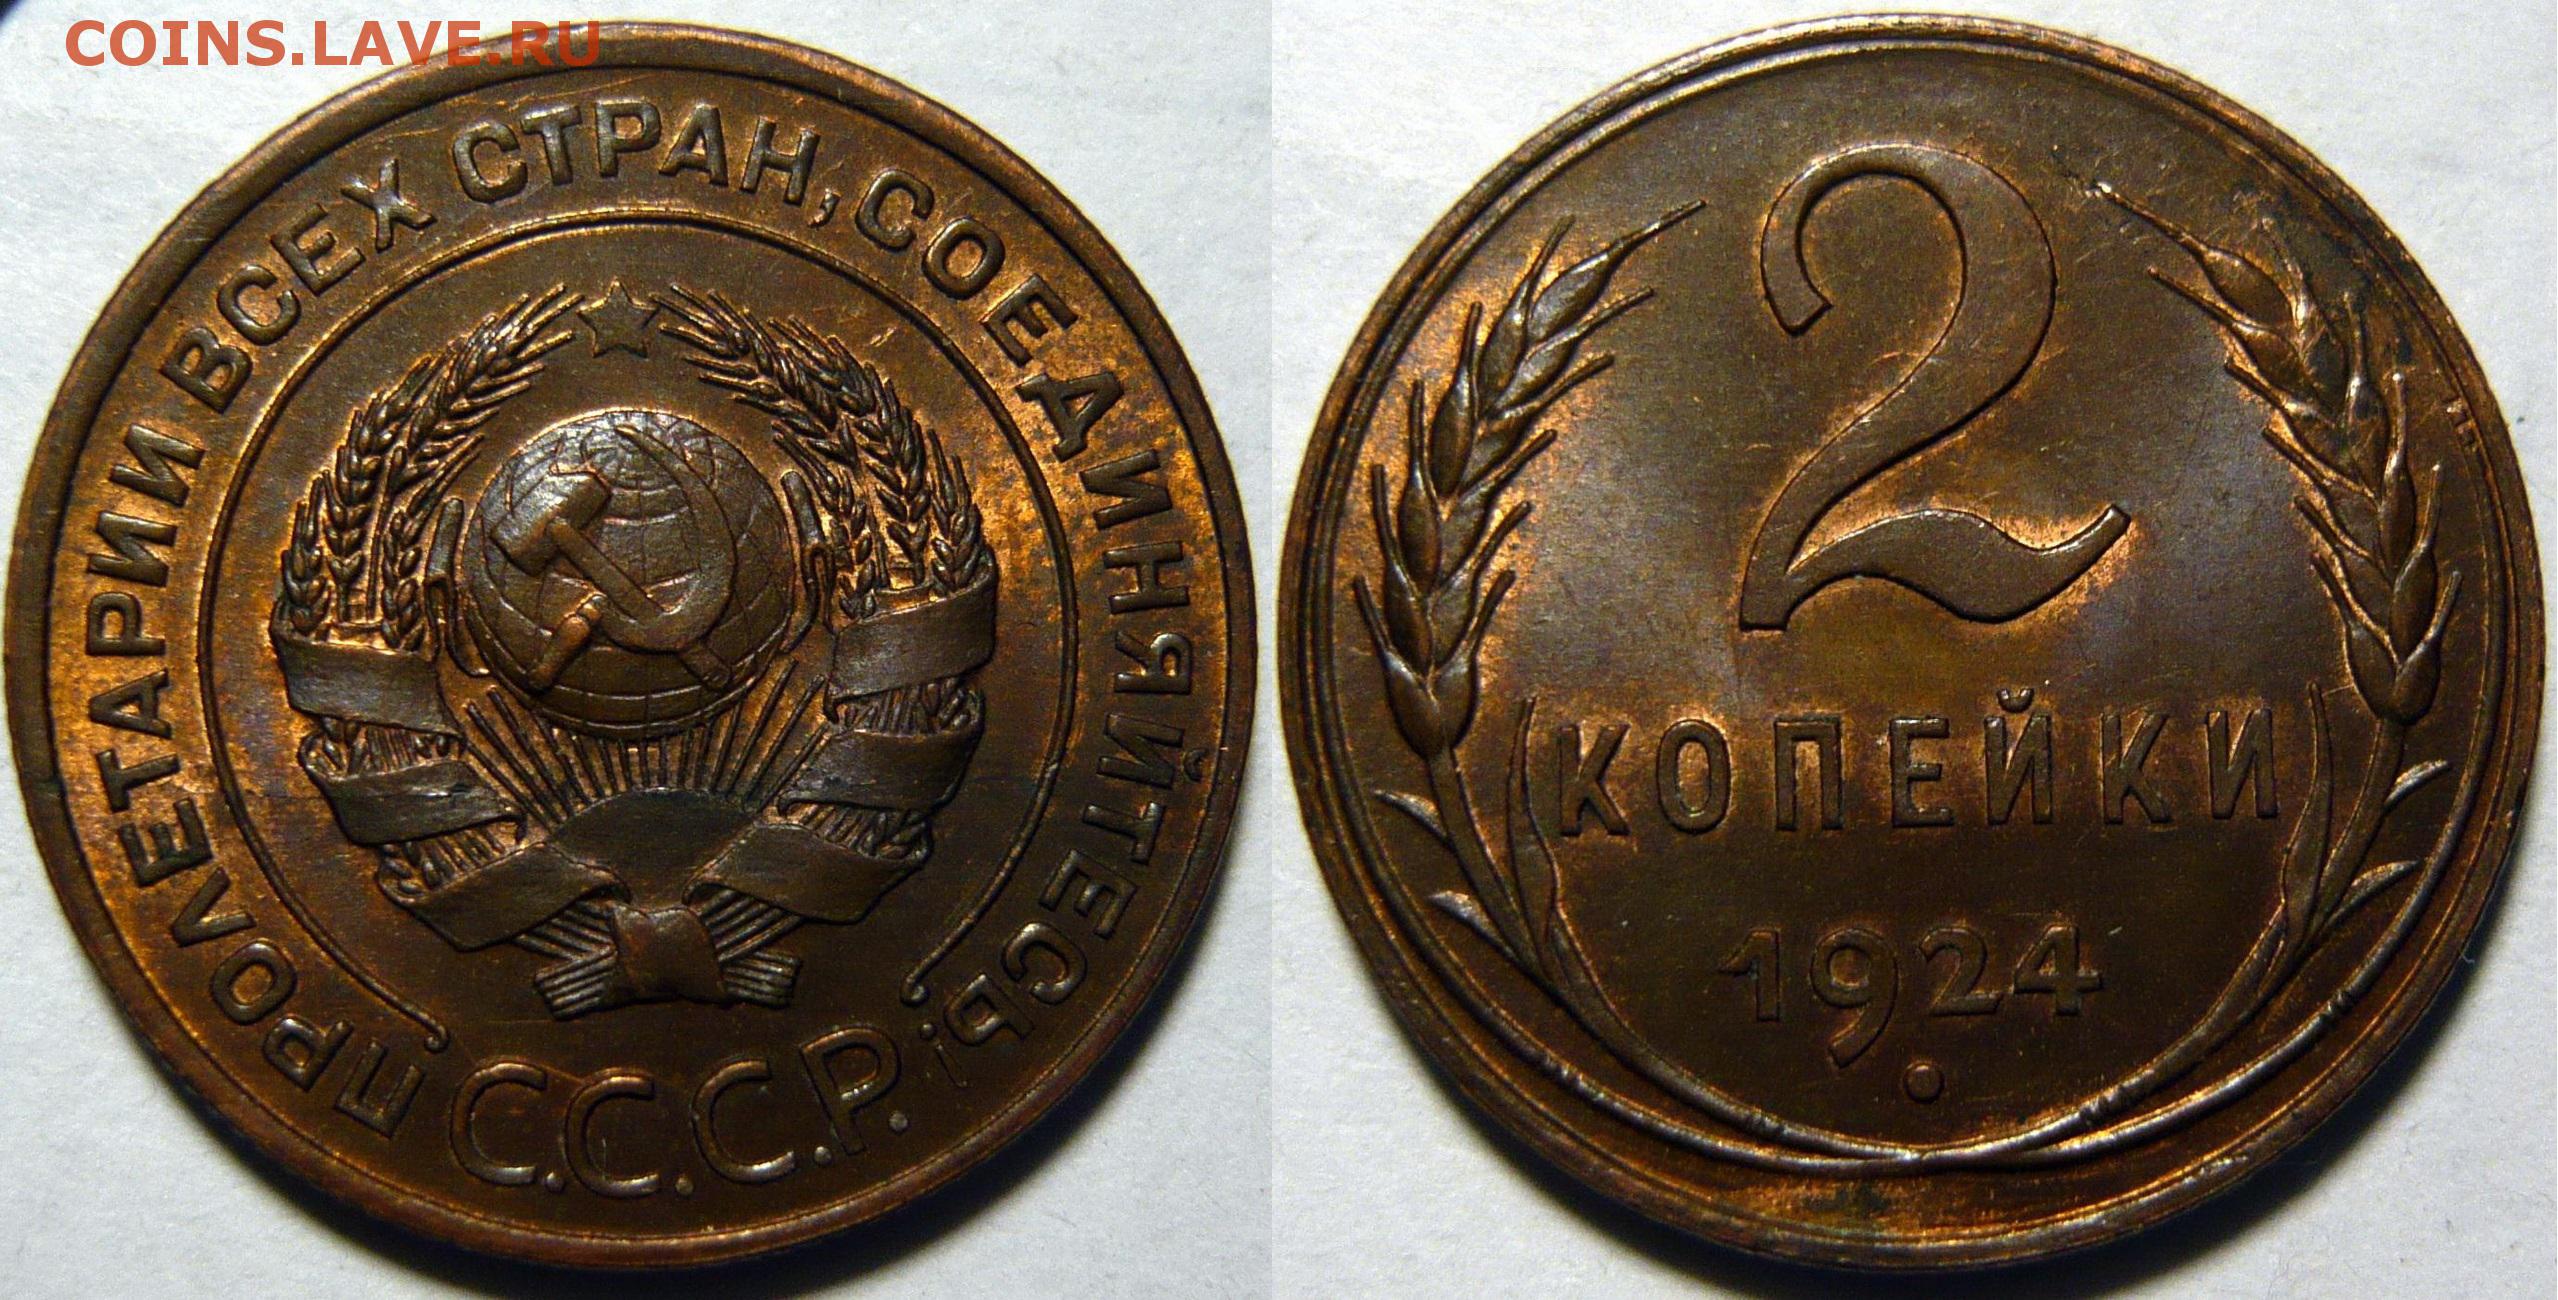 COINS.LAVE.RU
ПРОЛЕТАРИИ ВСЕХ СТРАН, СОЕДИНЯЙТЕСЬ!
С.С.С.Р.
2
КОПЕЙКИ
1924